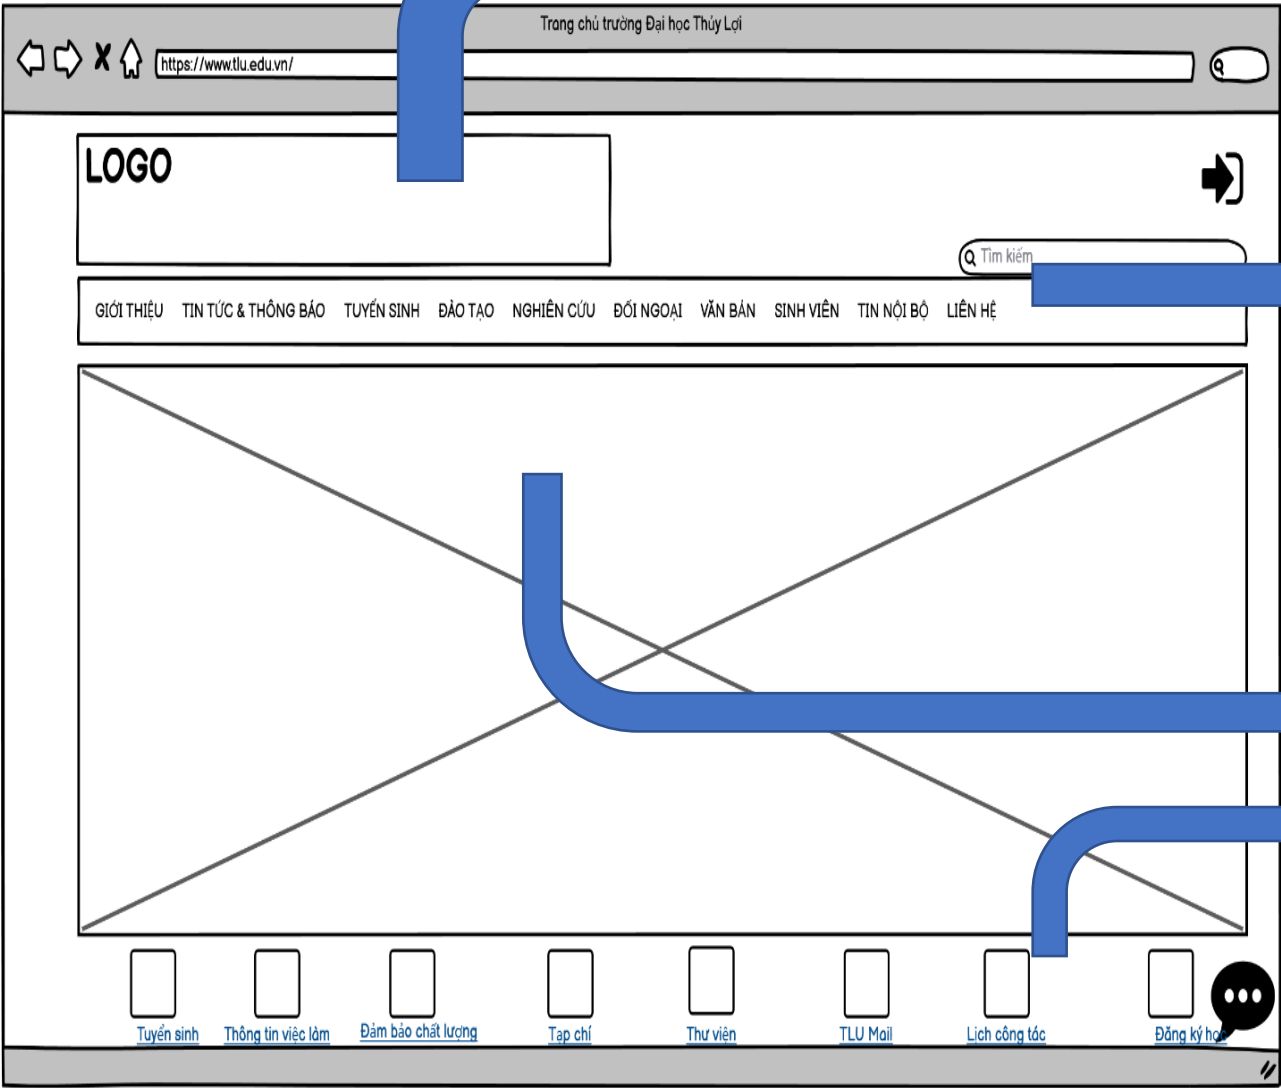 Trang chủ trường Đại học Thủy Lợi
https://www.tlu.edu.vn/
LOGO
Tìm kiếm
GIỚI THIỆU TIN TỨC & THÔNG BÁO TUYỂN SINH ĐÀO TẠO NGHIÊN CỨU ĐỐI NGOẠI VĂN BẢN SINH VIÊN TIN NỘI BỘ LIÊN HỆ
Tuyển sinh Thông tin việc làm Đảm bảo chất lượng Tạp chí Thư viện TLU Mail Lịch công tác Đăng ký học